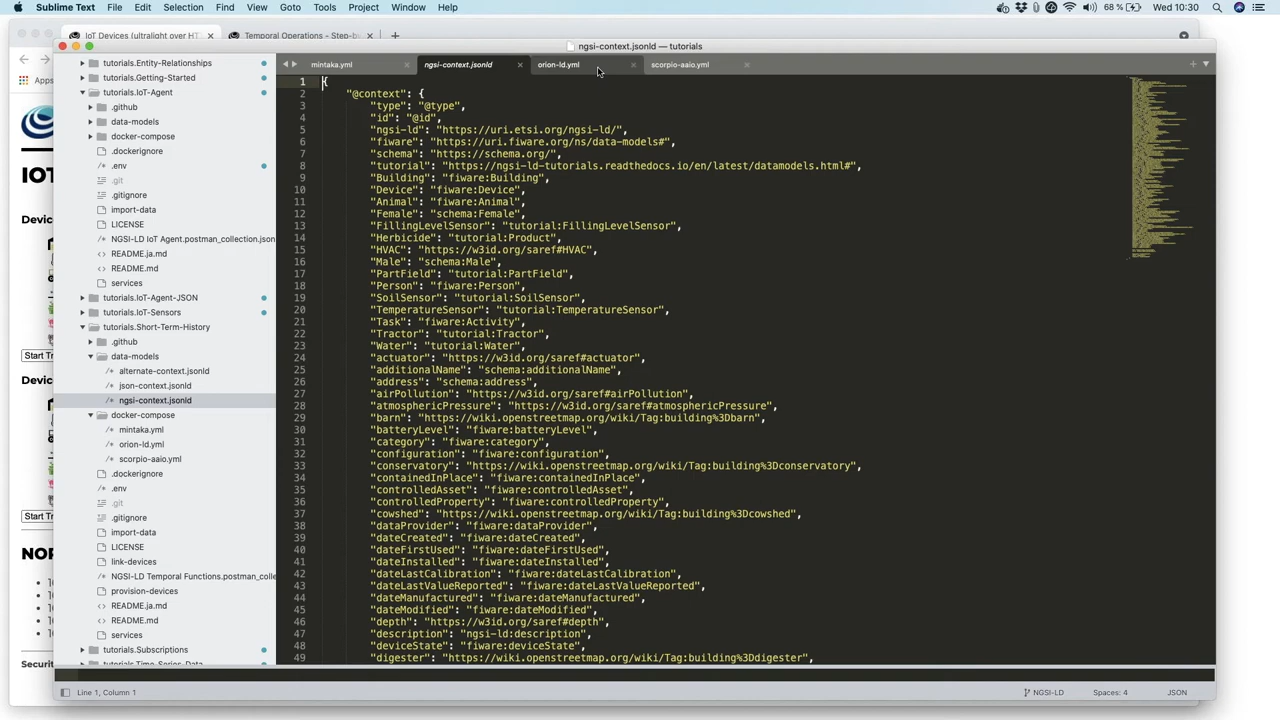 Sublime Text File Edit Selection Find View Goto Tools Project Window Help 68 % Wed 10:30
IoT Devices (ultralight over HT Temporal Operations - Step-b
ngsi-context.jsonld — tutorials
mintaka.yml ngsi-context.jsonld orion-ld.yml scorpio-aaio.yml
Apps
IOT
Devic
Start Tr
Devic
Start Tr
NOR
Securit
tutorials.Entity-Relationships
tutorials.Getting-Started
tutorials.IoT-Agent
.github
data-models
docker-compose
.dockerignore
.env
.git
.gitignore
import-data
LICENSE
NGSI-LD IoT Agent.postman_collection.json
README.ja.md
README.md
services
tutorials.IoT-Agent-JSON
tutorials.IoT-Sensors
tutorials.Short-Term-History
.github
data-models
alternate-context.jsonld
json-context.jsonld
ngsi-context.jsonld
docker-compose
mintaka.yml
orion-ld.yml
scorpio-aaio.yml
.dockerignore
.env
.git
.gitignore
import-data
LICENSE
link-devices
NGSI-LD Temporal Functions.postman_colle
provision-devices
README.ja.md
README.md
services
tutorials.Subscriptions
tutorials.Time-Series-Data
1 {
2 "@context": {
3 "type": "@type",
4 "id": "@id",
5 "ngsi-ld": "https://uri.etsi.org/ngsi-ld/",
6 "fiware": "https://uri.fiware.org/ns/data-models#",
7 "schema": "https://schema.org/",
8 "tutorial": "https://ngsi-ld-tutorials.readthedocs.io/en/latest/datamodels.html#",
9 "Building": "fiware:Building",
10 "Device": "fiware:Device",
11 "Animal": "fiware:Animal",
12 "Female": "schema:Female",
13 "FillingLevelSensor": "tutorial:FillingLevelSensor",
14 "Herbicide": "tutorial:Product",
15 "HVAC": "https://w3id.org/saref#HVAC",
16 "Male": "schema:Male",
17 "PartField": "tutorial:PartField",
18 "Person": "fiware:Person",
19 "SoilSensor": "tutorial:SoilSensor",
20 "TemperatureSensor": "tutorial:TemperatureSensor",
21 "Task": "fiware:Activity",
22 "Tractor": "tutorial:Tractor",
23 "Water": "tutorial:Water",
24 "actuator": "https://w3id.org/saref#actuator",
25 "additionalName": "schema:additionalName",
26 "address": "schema:address",
27 "airPollution": "https://w3id.org/saref#airPollution",
28 "atmosphericPressure": "https://w3id.org/saref#atmosphericPressure",
29 "barn": "https://wiki.openstreetmap.org/wiki/Tag:building%3Dbarn",
30 "batteryLevel": "fiware:batteryLevel",
31 "category": "fiware:category",
32 "configuration": "fiware:configuration",
33 "conservatory": "https://wiki.openstreetmap.org/wiki/Tag:building%3Dconservatory",
34 "containedInPlace": "fiware:containedInPlace",
35 "controlledAsset": "fiware:controlledAsset",
36 "controlledProperty": "fiware:controlledProperty",
37 "cowshed": "https://wiki.openstreetmap.org/wiki/Tag:building%3Dcowshed",
38 "dataProvider": "fiware:dataProvider",
39 "dateCreated": "fiware:dateCreated",
40 "dateFirstUsed": "fiware:dateFirstUsed",
41 "dateInstalled": "fiware:dateInstalled",
42 "dateLastCalibration": "fiware:dateLastCalibration",
43 "dateLastValueReported": "fiware:dateLastValueReported",
44 "dateManufactured": "fiware:dateManufactured",
45 "dateModified": "fiware:dateModified",
46 "depth": "https://w3id.org/saref#depth",
47 "description": "ngsi-ld:description",
48 "deviceState": "fiware:deviceState",
49 "digester": "https://wiki.openstreetmap.org/wiki/Tag:building%3Ddigester",
Line 1, Column 1 NGSI-LD Spaces: 4 JSON